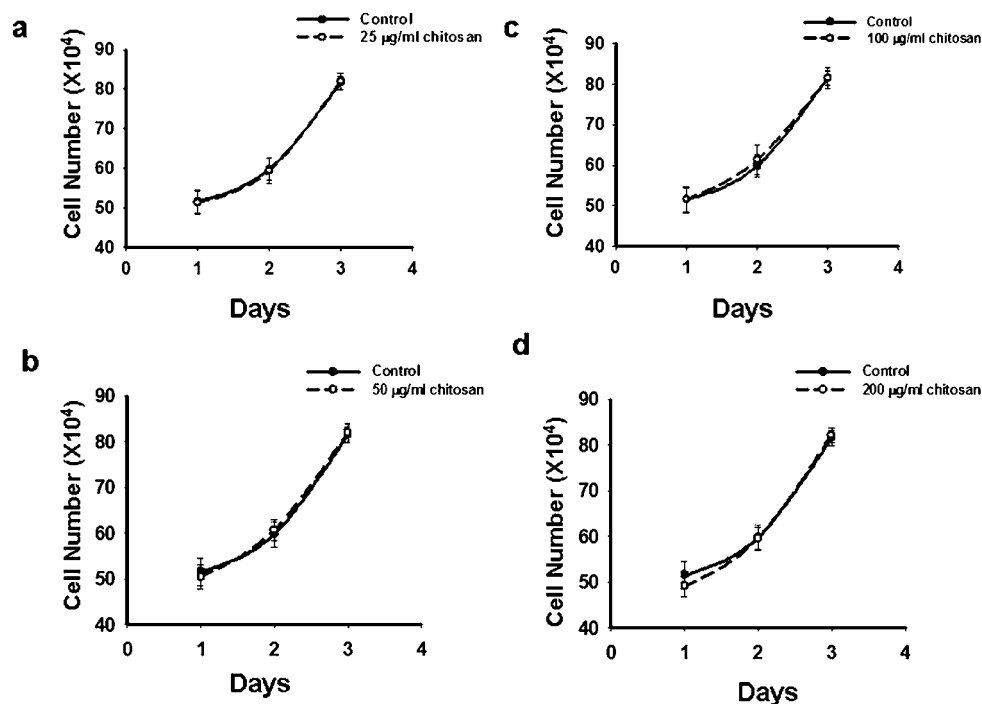 a
Control
25 µg/ml chitosan
Cell Number (X10⁴)
90
80
70
60
50
40
0 1 2 3 4
Days
c
Control
100 µg/ml chitosan
Cell Number (X10⁴)
90
80
70
60
50
40
0 1 2 3 4
Days
b
Control
50 µg/ml chitosan
Cell Number (X10⁴)
90
80
70
60
50
40
0 1 2 3 4
Days
d
Control
200 µg/ml chitosan
Cell Number (X10⁴)
90
80
70
60
50
40
0 1 2 3 4
Days